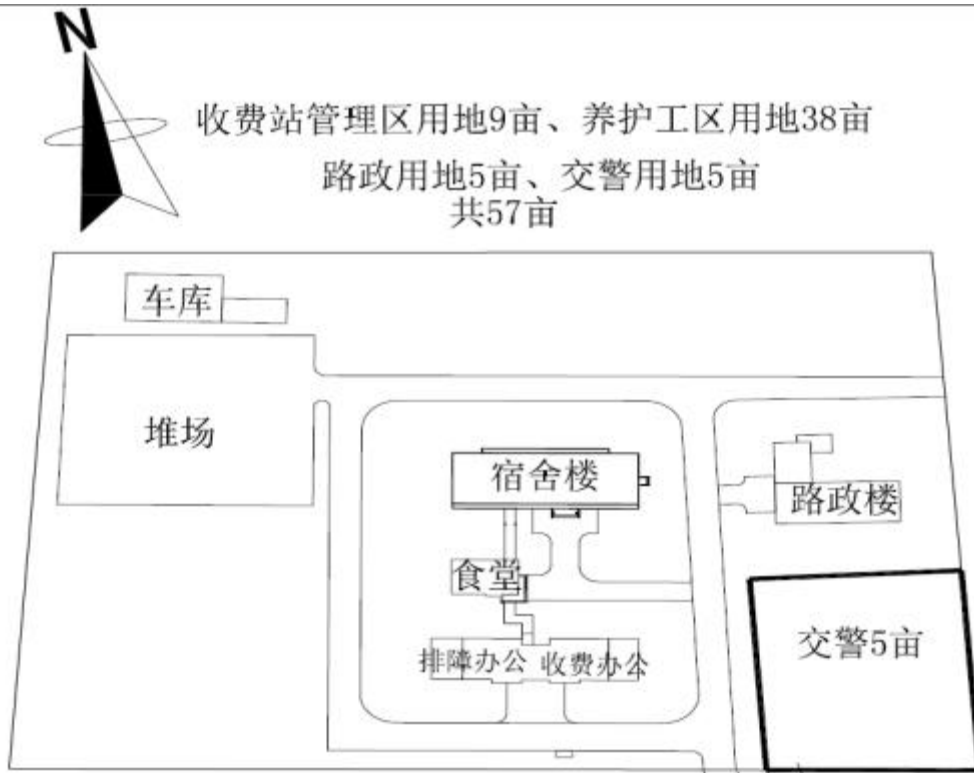 N
收费站管理区用地9亩、养护工区用地38亩
路政用地5亩、交警用地5亩
共57亩
车库
堆场
宿舍楼
路政楼
食堂
交警5亩
排障办公
收费办公